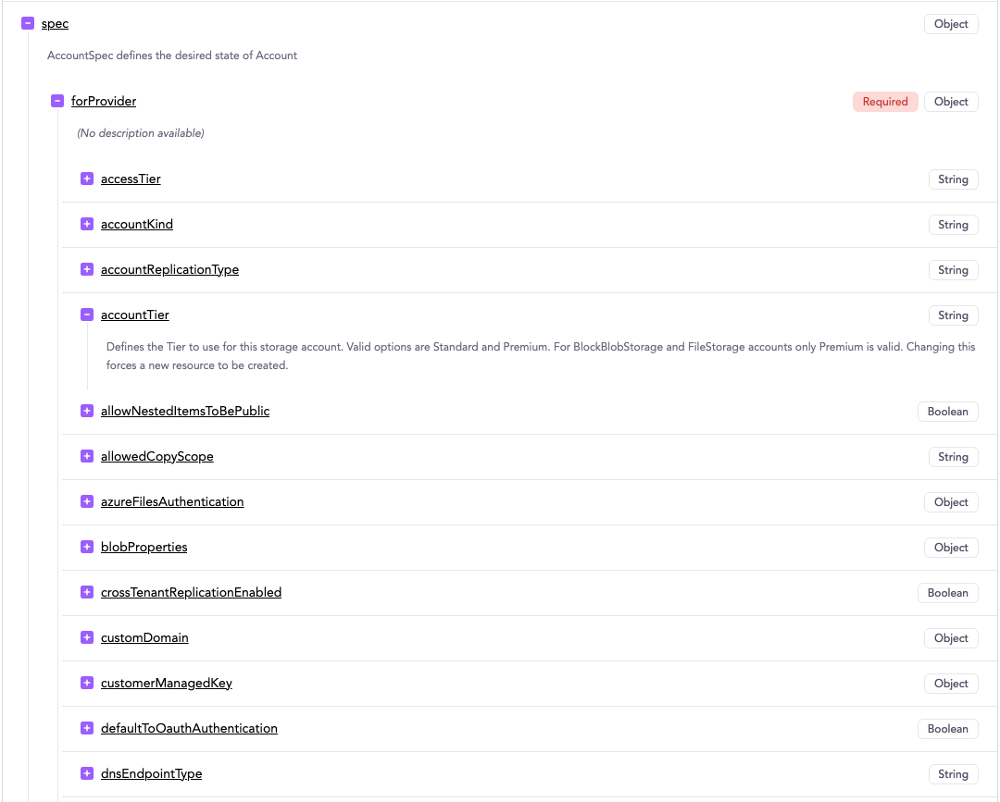 spec Object
AccountSpec defines the desired state of Account
forProvider Required Object
(No description available)
accessTier String
accountKind String
accountReplicationType String
accountTier String
Defines the Tier to use for this storage account. Valid options are Standard and Premium. For BlockBlobStorage and FileStorage accounts only Premium is valid. Changing this
forces a new resource to be created.
allowNestedItemsToBePublic Boolean
allowedCopyScope String
azureFilesAuthentication Object
blobProperties Object
crossTenantReplicationEnabled Boolean
customDomain Object
customerManagedKey Object
defaultToOauthAuthentication Boolean
dnsEndpointType String